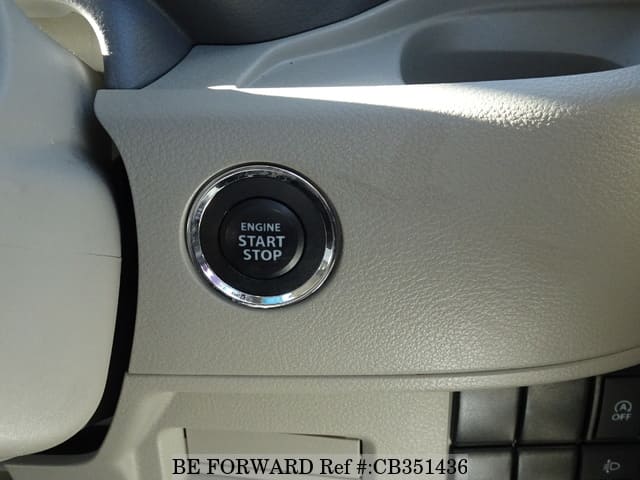 ENGINE
START
STOP
A
OFF
BE FORWARD Ref #:CB351436